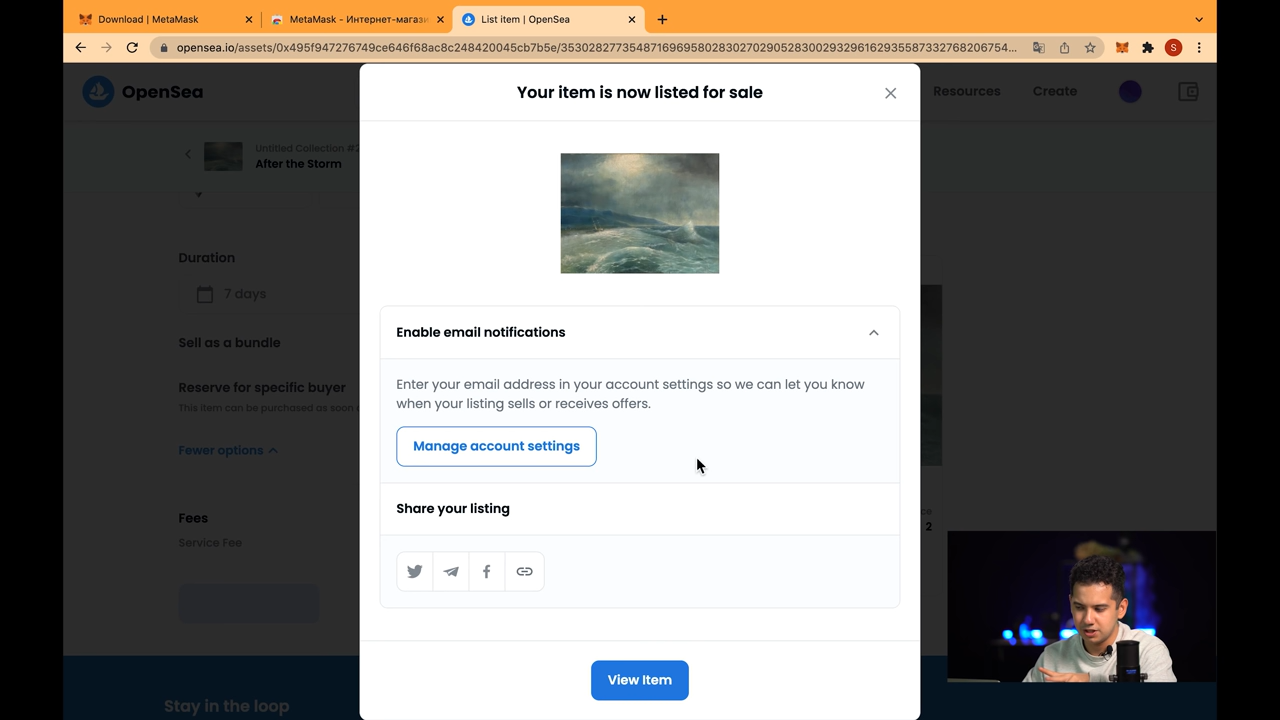 Download | MetaMask
MetaMask - Интернет-магази
List item | OpenSea
opensea.io/assets/0x495f947276749ce646f68ac8c248420045cb7b5e/35302827735487169695802830270290528300293296162935587332768206754...
S
OpenSea
Resources
Create
Your item is now listed for sale
Untitled Collection #2
After the Storm
Duration
7 days
Sell as a bundle
Reserve for specific buyer
This item can be purchased as soon
Fewer options
Fees
Service Fee
Enable email notifications
Enter your email address in your account settings so we can let you know
when your listing sells or receives offers.
Manage account settings
Share your listing
2
View Item
Stay in the loop